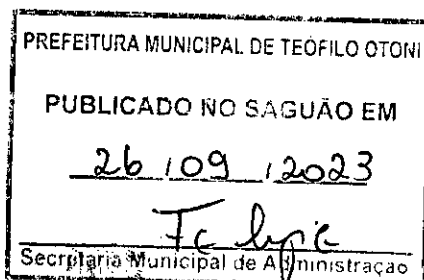 PREFEITURA MUNICIPAL DE TEÓFILO OTONI
PUBLICADO NO SAGUÃO EM
26 / 09 / 2023
Secretaria Municipal de Administração